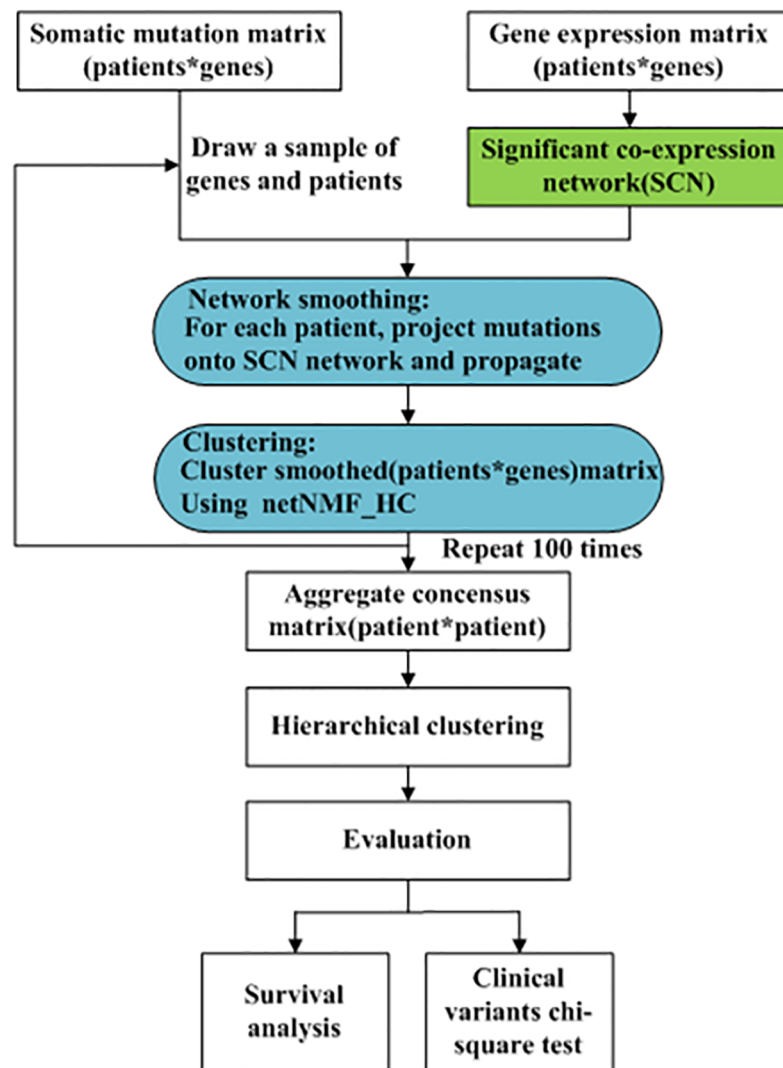 Somatic mutation matrix
(patients*genes)
Gene expression matrix
(patients*genes)
Draw a sample of
genes and patients
Significant co-expression
network(SCN)
Network smoothing:
For each patient, project mutations
onto SCN network and propagate
Clustering:
Cluster smoothed(patients*genes)matrix
Using netNMF_HC
Repeat 100 times
Aggregate concensus
matrix(patient*patient)
Hierarchical clustering
Evaluation
Survival
analysis
Clinical
variants chi-
square test